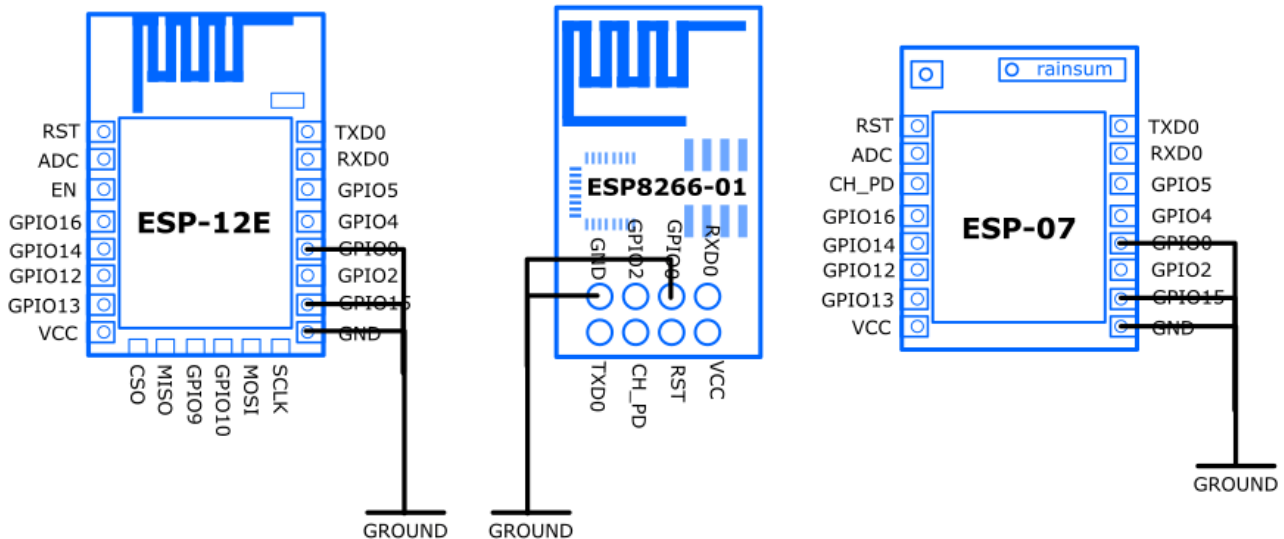 RST
ADC
EN
GPIO16
GPIO14
GPIO12
GPIO13
VCC
ESP-12E
TXD0
RXD0
GPIO5
GPIO4
GPIO0
GPIO2
GPIO15
GND
CSO
MISO
GPIO9
GPIO10
MOSI
SCLK
GROUND
ESP8266-01
GND
GPIO2
GPIO0
RXD0
TXD0
CH_PD
RST
VCC
GROUND
rainsum
RST
ADC
CH_PD
GPIO16
GPIO14
GPIO12
GPIO13
VCC
ESP-07
TXD0
RXD0
GPIO5
GPIO4
GPIO0
GPIO2
GPIO15
GND
GROUND